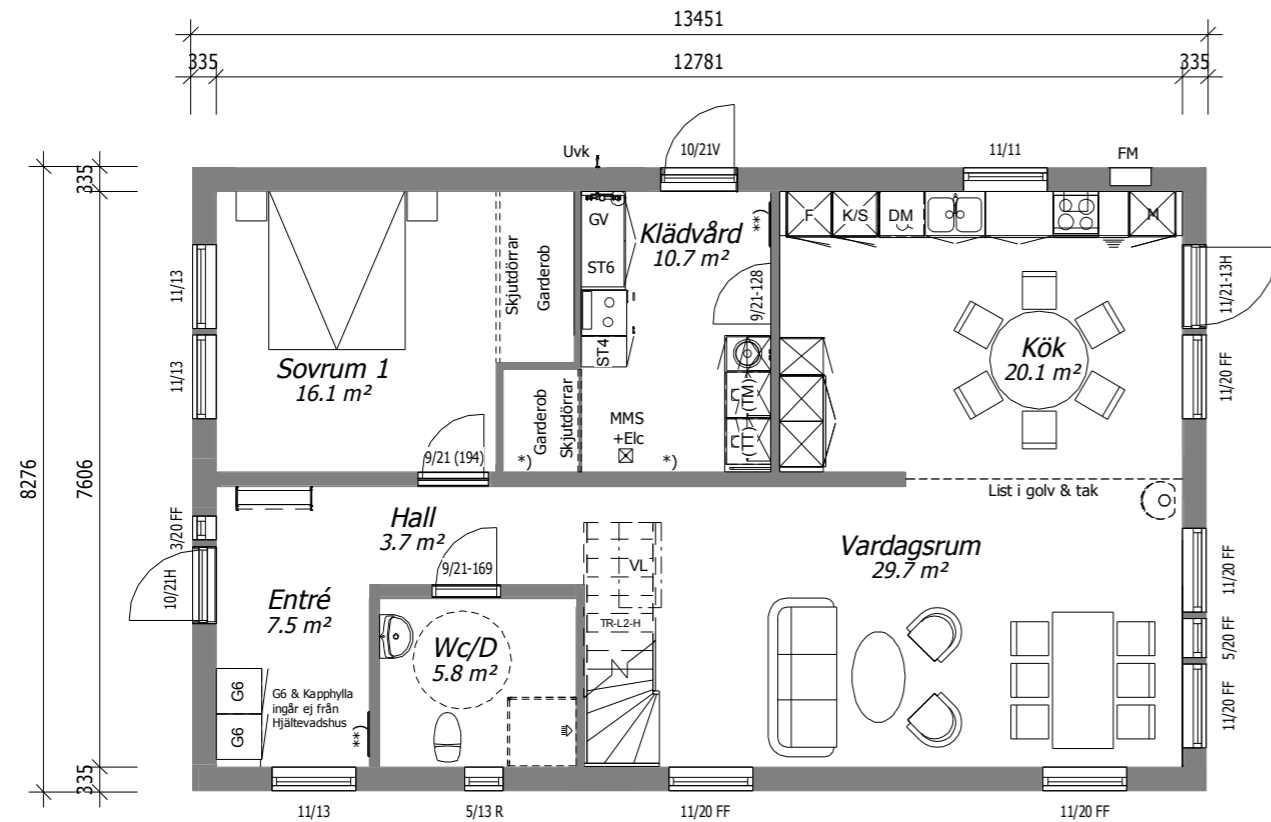 13451
335
12781
335
Uvk
10/21V
11/11
FM
8276
335
7606
335
11/13
11/13
Sovrum 1
16.1 m²
Skjutdörrar
Garderob
Garderob
Skjutdörrar
*)
GV
ST6
ST4
Klädvård
10.7 m²
**)
9/21-128
MMS
+Elc
*)
(TM)
(TT)
F
K/S
DM
M
Kök
20.1 m²
11/21-13H
11/20 FF
9/21 (194)
List i golv & tak
3/20 FF
10/21H
Hall
3.7 m²
9/21-169
Entré
7.5 m²
Wc/D
5.8 m²
G6
G6
G6 & Kapphylla
ingår ej från
Hjältevadshus
**)
VL
TR-L2-H
Vardagsrum
29.7 m²
11/20 FF
5/20 FF
11/20 FF
11/13
5/13 R
11/20 FF
11/20 FF